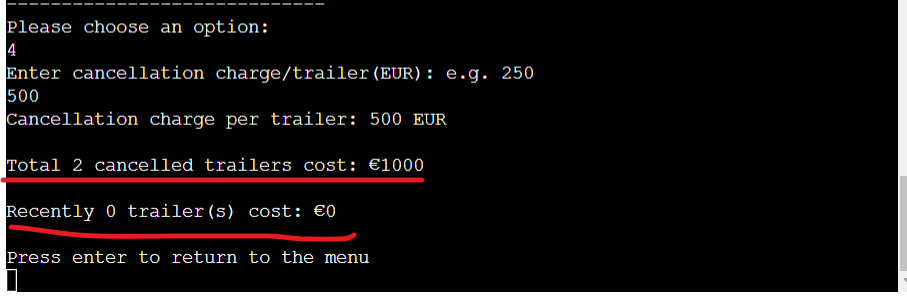 -----------------------------
Please choose an option:
4
Enter cancellation charge/trailer(EUR): e.g. 250
500
Cancellation charge per trailer: 500 EUR
Total 2 cancelled trailers cost: €1000
Recently 0 trailer(s) cost: €0
Press enter to return to the menu